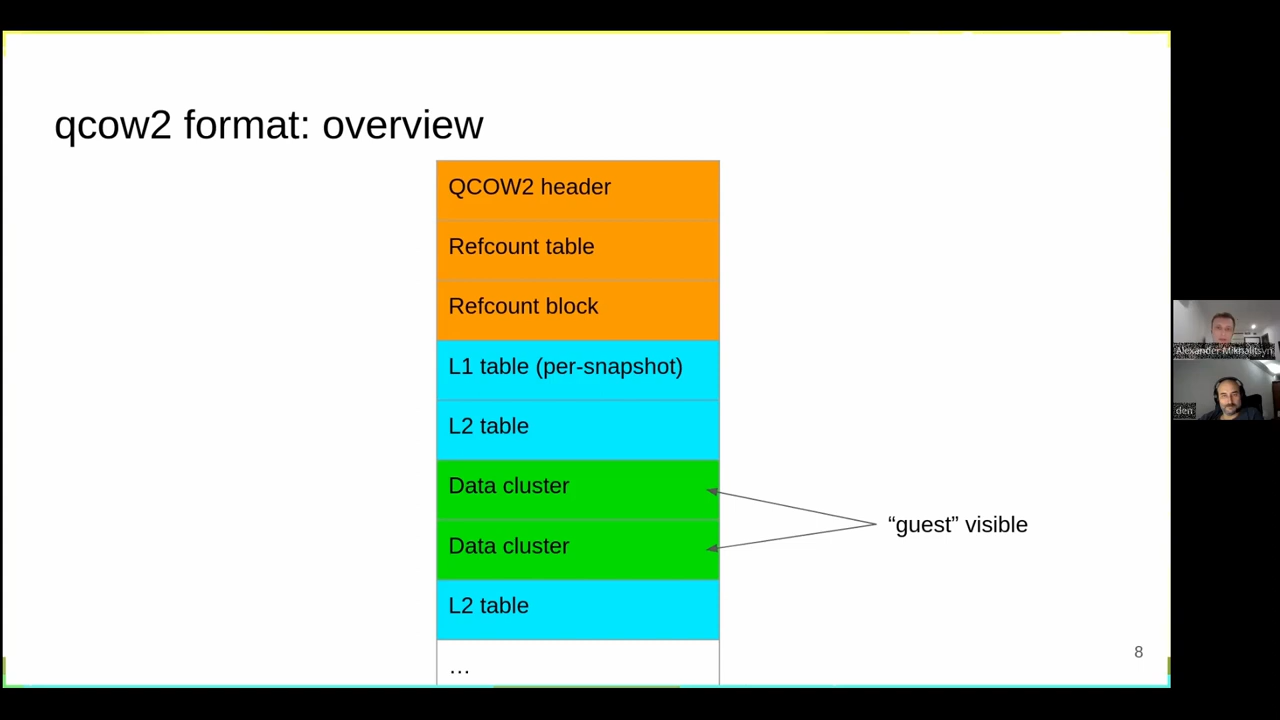 qcow2 format: overview
QCOW2 header
Refcount table
Refcount block
L1 table (per-snapshot)
L2 table
Data cluster
Data cluster
“guest” visible
L2 table
…
8
Alexander Mikhalitsyn
den